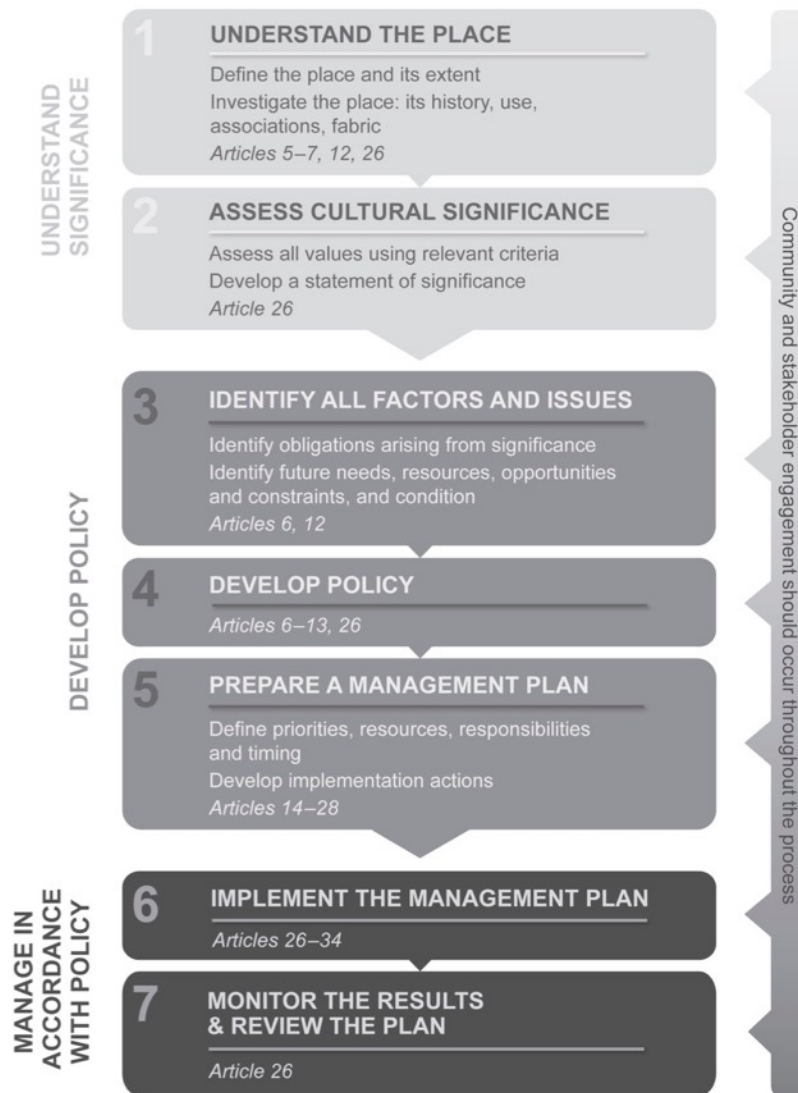 UNDERSTAND
SIGNIFICANCE
1
UNDERSTAND THE PLACE
Define the place and its extent
Investigate the place: its history, use,
associations, fabric
Articles 5–7, 12, 26
2
ASSESS CULTURAL SIGNIFICANCE
Assess all values using relevant criteria
Develop a statement of significance
Article 26
DEVELOP POLICY
3
IDENTIFY ALL FACTORS AND ISSUES
Identify obligations arising from significance
Identify future needs, resources, opportunities
and constraints, and condition
Articles 6, 12
4
DEVELOP POLICY
Articles 6–13, 26
5
PREPARE A MANAGEMENT PLAN
Define priorities, resources, responsibilities
and timing
Develop implementation actions
Articles 14–28
MANAGE IN
ACCORDANCE
WITH POLICY
6
IMPLEMENT THE MANAGEMENT PLAN
Articles 26–34
7
MONITOR THE RESULTS
& REVIEW THE PLAN
Article 26
Community and stakeholder engagement should occur throughout the process